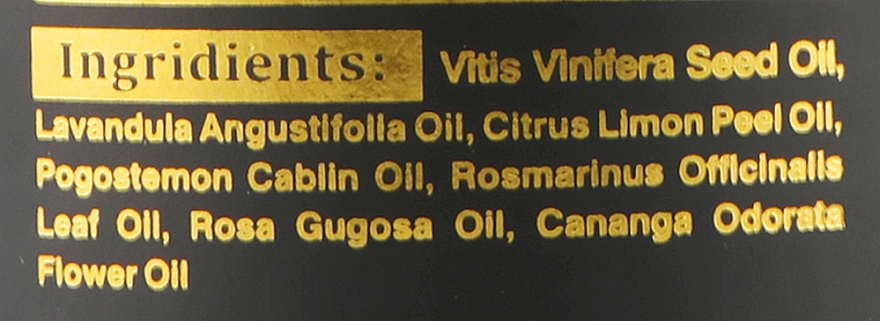 Ingridients: Vitis Vinifera Seed Oil,
Lavandula Angustifolia Oil, Citrus Limon Peel Oil,
Pogostemon Cablin Oil, Rosmarinus Officinalis
Leaf Oil, Rosa Gugosa Oil, Cananga Odorata
Flower Oil